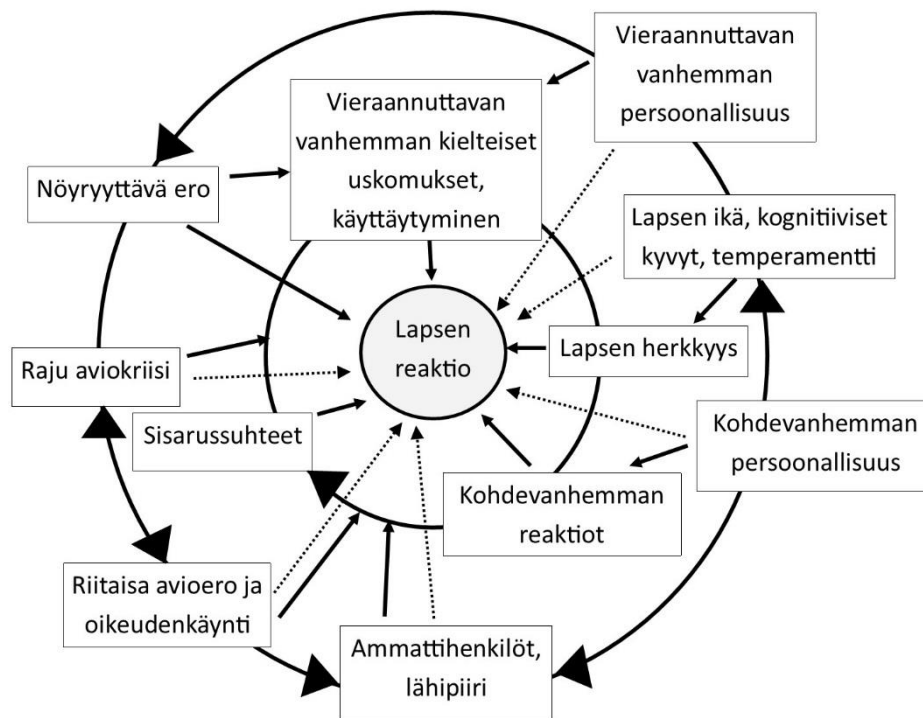 Vieraannuttavan
vanhemman
persoonallisuus
Vieraannuttavan
vanhemman kielteiset
uskomukset,
käyttäytyminen
Nöyryyttävä ero
Lapsen ikä, kognitiiviset
kyvyt, temperamentti
Lapsen
reaktio
Lapsen herkkyys
Raju aviokriisi
Sisarussuhteet
Kohdevanhemman
persoonallisuus
Kohdevanhemman
reaktiot
Riitaisa avioero ja
oikeudenkäynti
Ammattihenkilöt,
lähipiiri